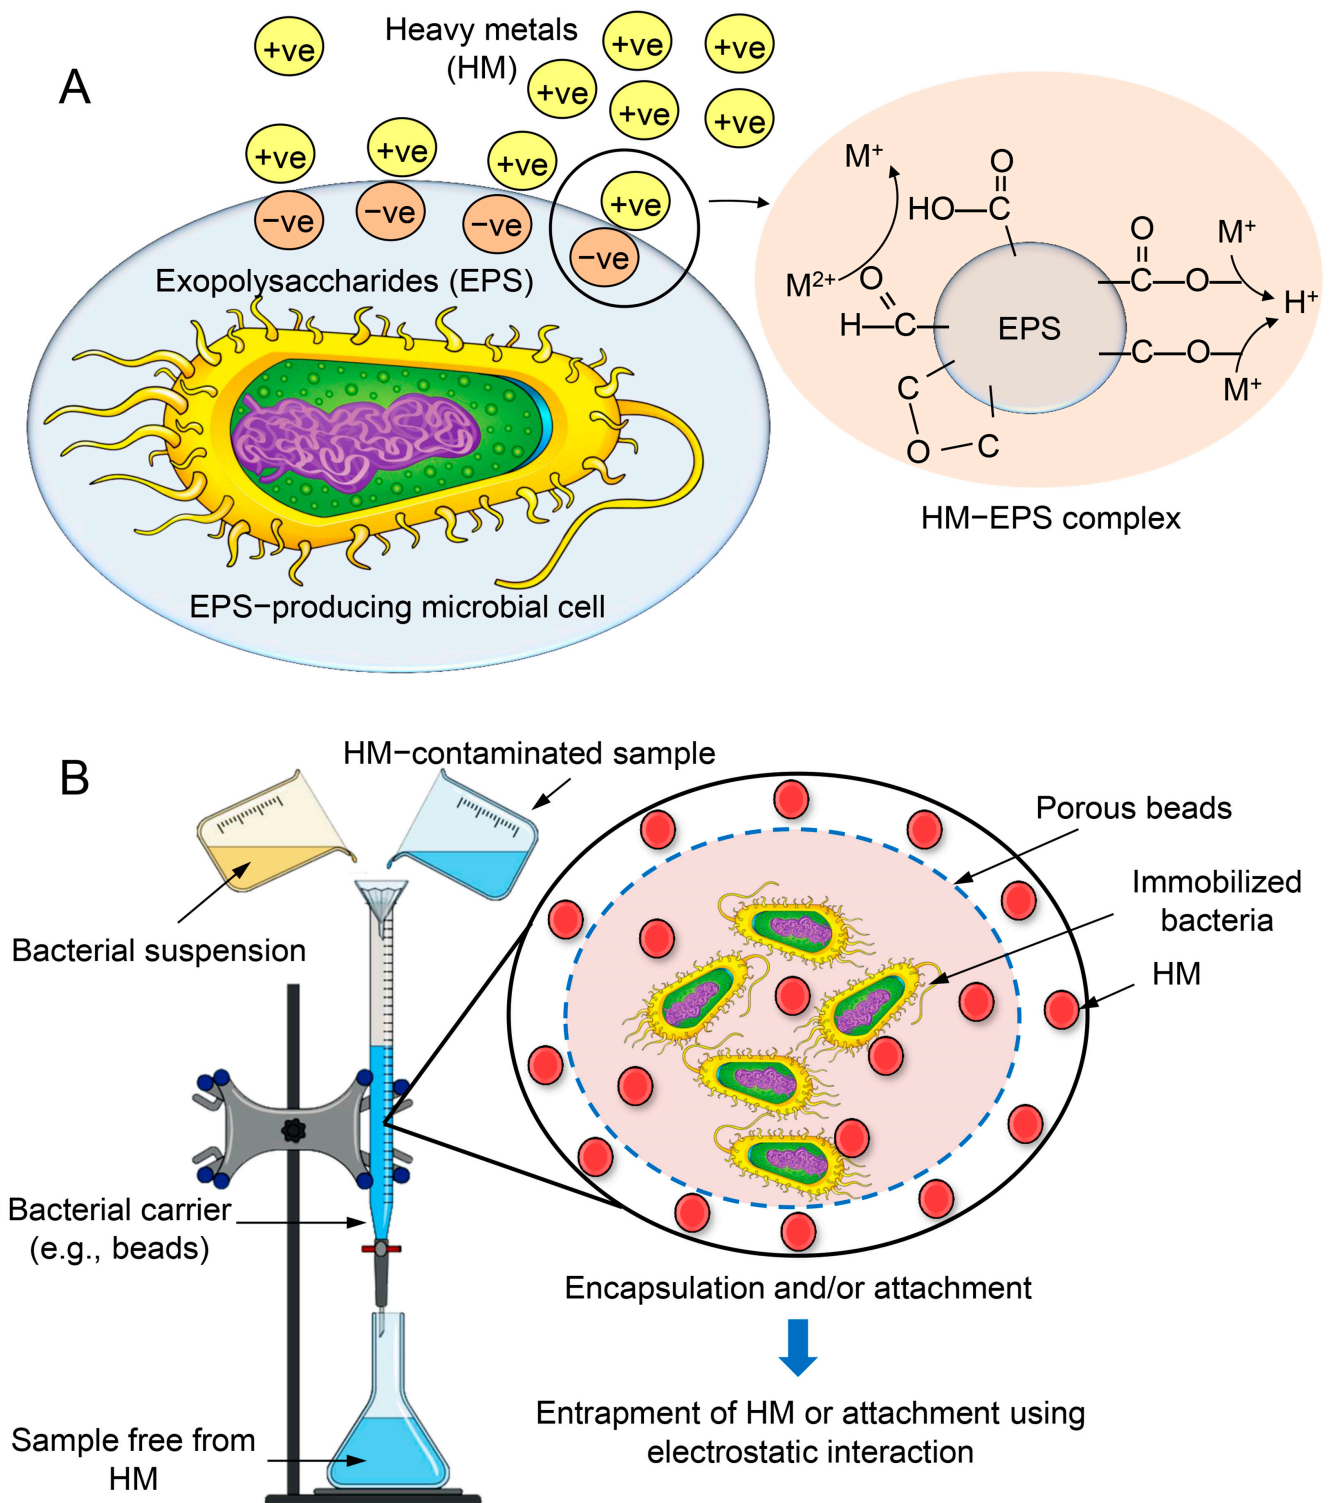 A
Heavy metals
(HM)
+ve
+ve
+ve
+ve
+ve
+ve
+ve
+ve
+ve
+ve
−ve
−ve
−ve
−ve
Exopolysaccharides (EPS)
EPS−producing microbial cell
M⁺
M²⁺
O
HO—C
O
H—C
O
C—O
M⁺
H⁺
EPS
C—O
M⁺
C
O
C
HM−EPS complex
B
HM−contaminated sample
Bacterial suspension
Porous beads
Immobilized
bacteria
HM
Bacterial carrier
(e.g., beads)
Encapsulation and/or attachment
Entrapment of HM or attachment using
electrostatic interaction
Sample free from
HM